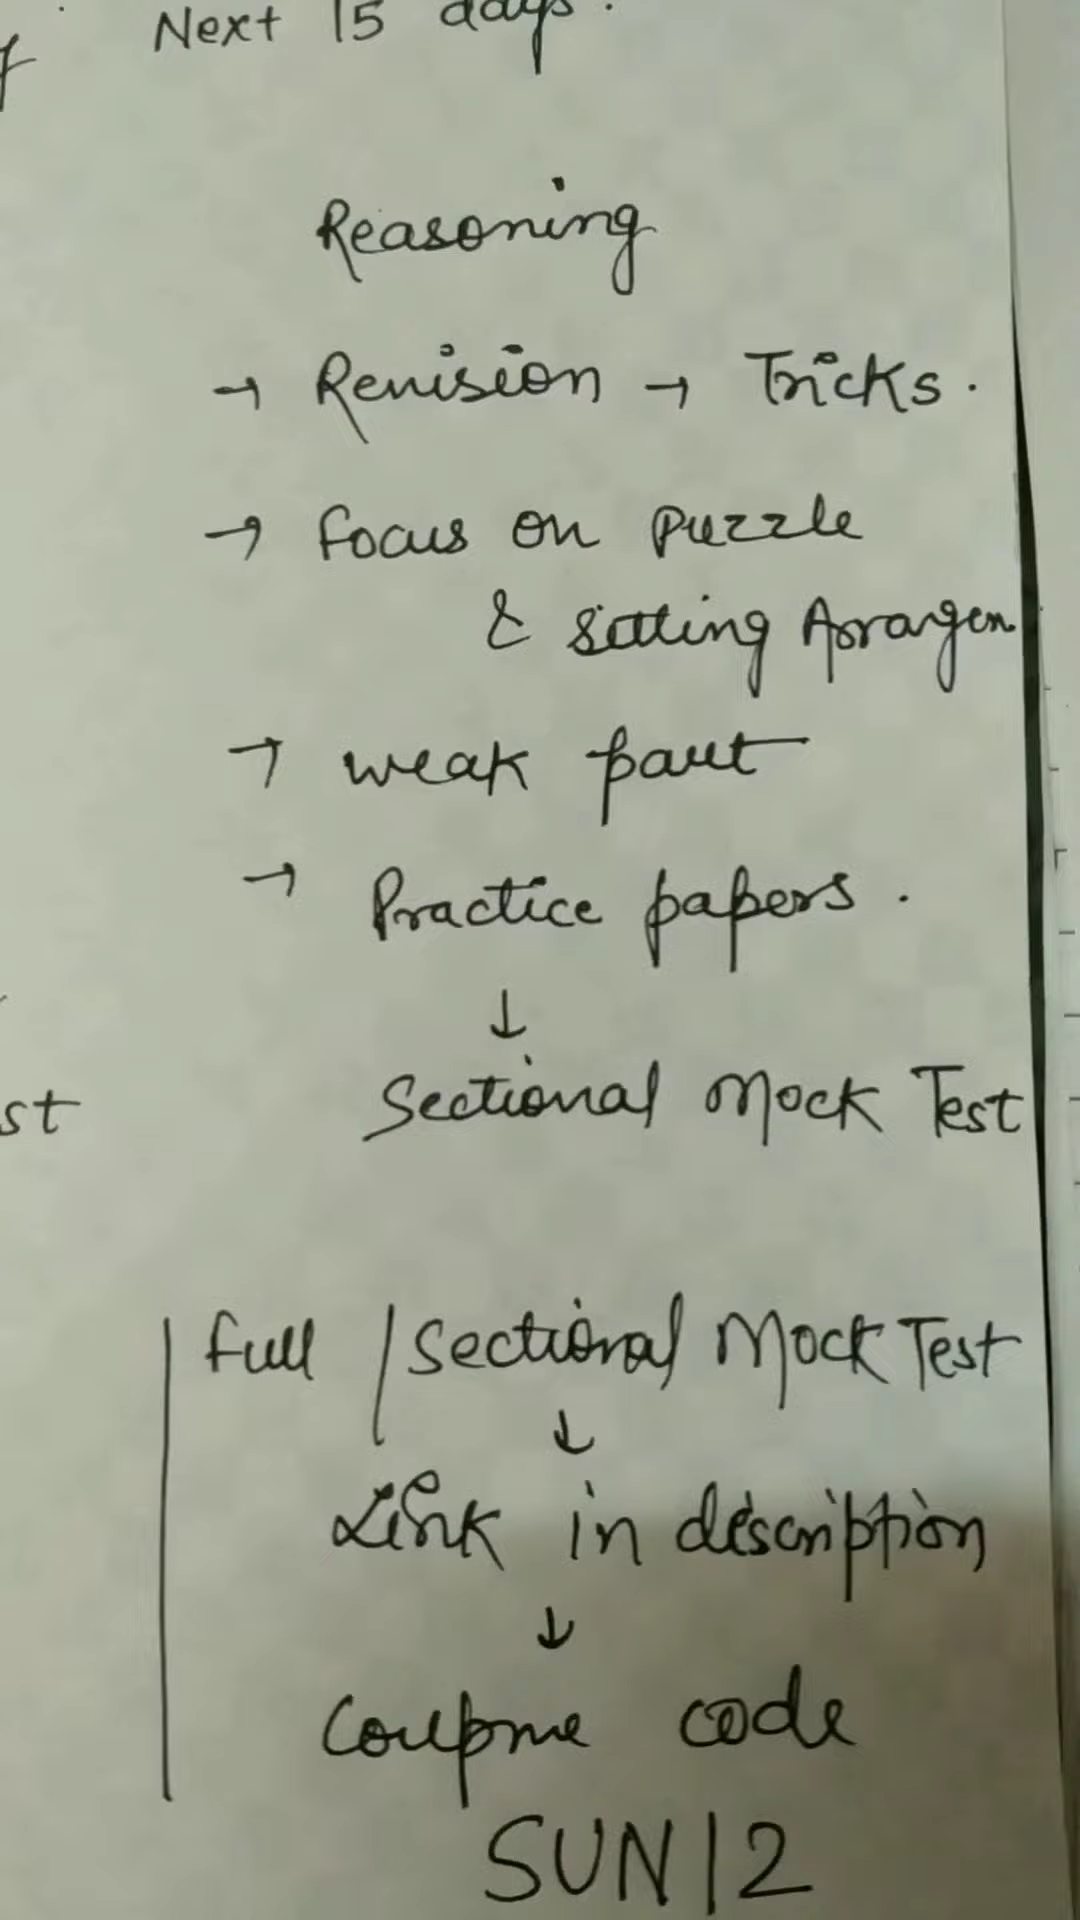 Next 15 days.
Reasoning
→ Revision → Tricks.
→ focus on puzzle
& sitting Arrangem
→ weak part
→ Practice papers.
↓
Sectional Mock Test
st
full / Sectional Mock Test
↓
Link in description
↓
Coupne code
SUN12